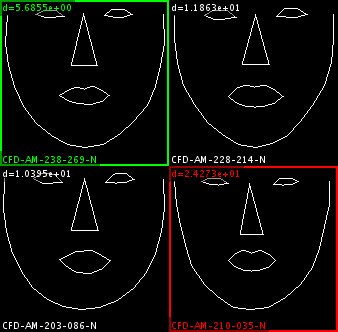 d=5.6855e+00
d=1.1863e+01
CFD-AM-238-269-N
CFD-AM-228-214-N
d=1.0395e+01
d=2.4273e+01
CFD-AM-203-086-N
CFD-AM-210-035-N